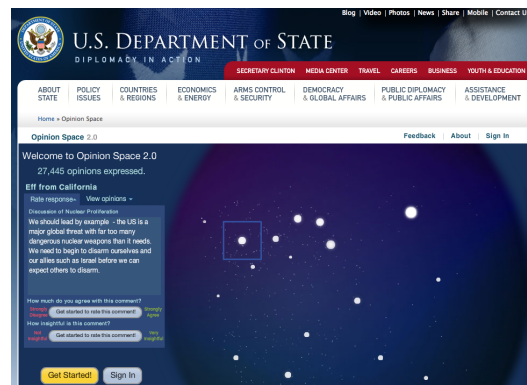 Blog | Video | Photos | News | Share | Mobile | Contact U
U.S. DEPARTMENT OF STATE
DIPLOMACY IN ACTION
SECRETARY CLINTON MEDIA CENTER TRAVEL CAREERS BUSINESS YOUTH & EDUCATION
ABOUT STATE
POLICY ISSUES
COUNTRIES & REGIONS
ECONOMICS & ENERGY
ARMS CONTROL & SECURITY
DEMOCRACY & GLOBAL AFFAIRS
PUBLIC DIPLOMACY & PUBLIC AFFAIRS
ASSISTANCE & DEVELOPMENT
Home » Opinion Space
Opinion Space 2.0
Feedback | About | Sign In
Welcome to Opinion Space 2.0
27,445 opinions expressed.
Eff from California
Rate response» View opinions
Discussion of Nuclear Proliferation
We should lead by example - the US is a
major global threat with far too many
dangerous nuclear weapons than it needs.
We need to begin to disarm ourselves and
our allies such as Israel before we can
expect others to disarm.
How much do you agree with this comment?
Strongly Disagree
Get started to rate this comment!
Strongly Agree
How insightful is this comment?
Not Insightful
Get started to rate this comment!
Very Insightful
Get Started!
Sign In